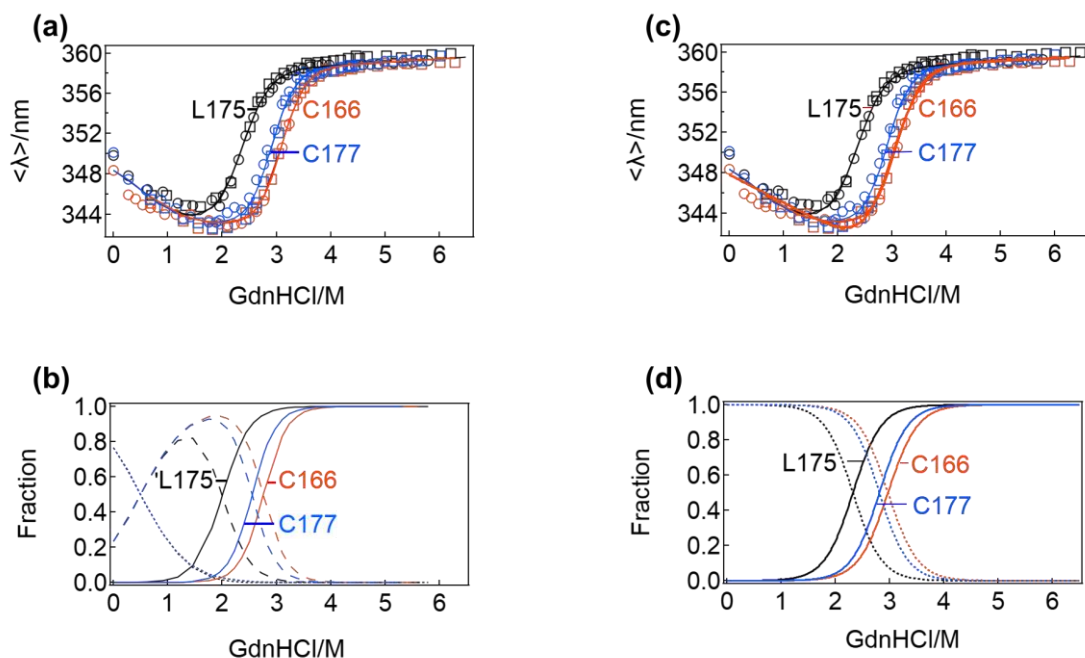 (a)
360
356
352
348
344
<λ>/nm
L175
C166
C177
0 1 2 3 4 5 6
GdnHCl/M
(c)
360
356
352
348
344
<λ>/nm
L175
C166
C177
0 1 2 3 4 5 6
GdnHCl/M
(b)
1.0
0.8
0.6
0.4
0.2
0.0
Fraction
L175
C166
C177
0 1 2 3 4 5 6
GdnHCl/M
(d)
1.0
0.8
0.6
0.4
0.2
0.0
Fraction
L175
C166
C177
0 1 2 3 4 5 6
GdnHCl/M